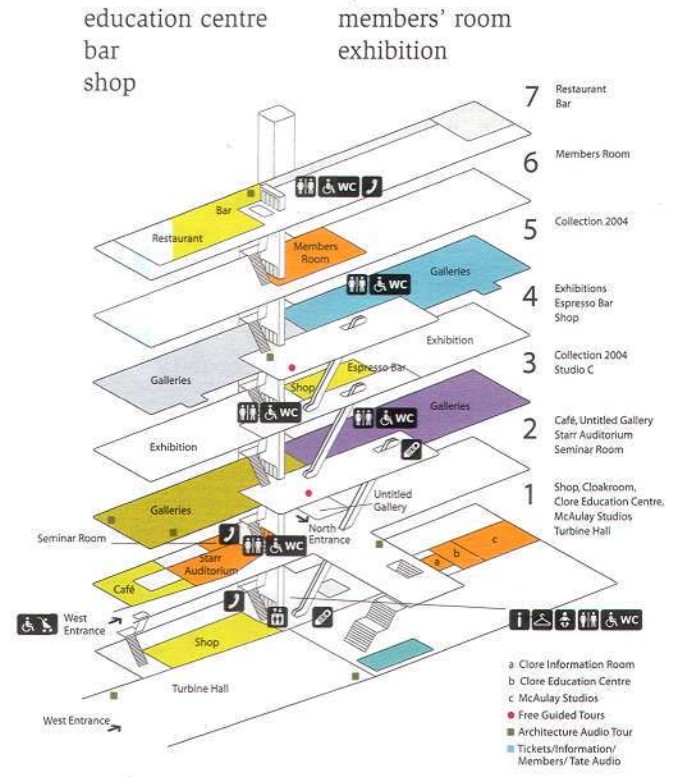 education centre
bar
shop
members' room
exhibition
7 Restaurant
Bar
6 Members Room
5 Collection 2004
4 Exhibitions
Espresso Bar
Shop
3 Collection 2004
Studio C
2 Café, Untitled Gallery
Starr Auditorium
Seminar Room
1 Shop, Cloakroom,
Clore Education Centre,
McAulay Studios
Turbine Hall
WC
Bar
Restaurant
Members
Room
Galleries
WC
Exhibition
Galleries
Espresso Bar
Shop
WC
WC
Galleries
Exhibition
Galleries
Untitled
Gallery
North
Entrance
Seminar Room
WC
Starr
Auditorium
Café
a
b
c
West
Entrance
i WC
Shop
Turbine Hall
West Entrance
a Clore Information Room
b Clore Education Centre
c McAulay Studios
Free Guided Tours
Architecture Audio Tour
Tickets/Information/
Members/Tate Audio